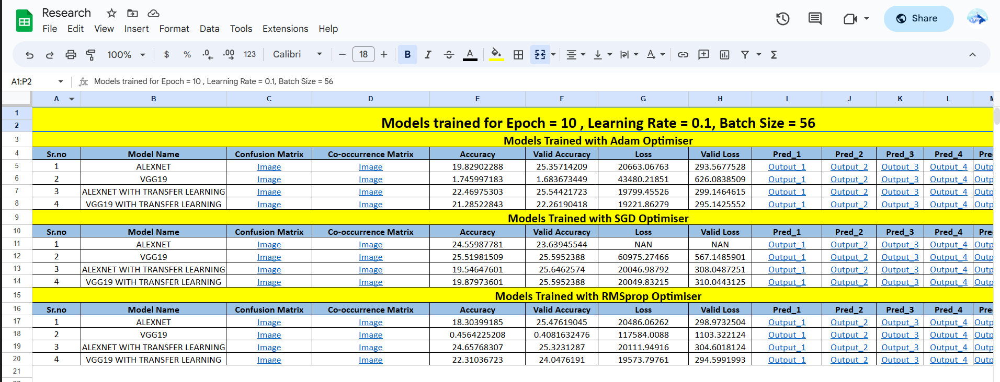 Research
File Edit View Insert Format Data Tools Extensions Help
Share
100% $ % .0 .00 123 Calibri 18 B I A
A1:P2 fx Models trained for Epoch = 10 , Learning Rate = 0.1, Batch Size = 56
A B C D E F G H I J K L
1
2 Models trained for Epoch = 10 , Learning Rate = 0.1, Batch Size = 56
3 Models Trained with Adam Optimiser
4 Sr.no Model Name Confusion Matrix Co-occurrence Matrix Accuracy Valid Accuracy Loss Valid Loss Pred_1 Pred_2 Pred_3 Pred_4 Pre
5 1 ALEXNET Image Image 19.82902288 25.35714209 20663.06763 293.5677528 Output_1 Output_2 Output_3 Output_4 Outp
6 2 VGG19 Image Image 1.745997183 1.683673449 43480.21851 626.0838509 Output_1 Output_2 Output_3 Output_4 Outp
7 3 ALEXNET WITH TRANSFER LEARNING Image Image 22.46975303 25.54421723 19799.45526 299.1464615 Output_1 Output_2 Output_3 Output_4 Outp
8 4 VGG19 WITH TRANSFER LEARNING Image Image 21.28522843 22.26190418 19221.86279 295.1425552 Output_1 Output_2 Output_3 Output_4 Outp
9 Models Trained with SGD Optimiser
10 Sr.no Model Name Confusion Matrix Co-occurrence Matrix Accuracy Valid Accuracy Loss Valid Loss Pred_1 Pred_2 Pred_3 Pred_4 Pre
11 1 ALEXNET Image Image 24.55987781 23.63945544 NAN NAN Output_1 Output_2 Output_3 Output_4 Outp
12 2 VGG19 Image Image 25.51981509 25.5952388 60975.27466 567.1485901 Output_1 Output_2 Output_3 Output_4 Outp
13 3 ALEXNET WITH TRANSFER LEARNING Image Image 19.54647601 25.6462574 20046.98792 308.0487251 Output_1 Output_2 Output_3 Output_4 Outp
14 4 VGG19 WITH TRANSFER LEARNING Image Image 19.87973601 25.5952388 20049.83215 310.0443125 Output_1 Output_2 Output_3 Output_4 Outp
15 Models Trained with RMSprop Optimiser
16 Sr.no Model Name Confusion Matrix Co-occurrence Matrix Accuracy Valid Accuracy Loss Valid Loss Pred_1 Pred_2 Pred_3 Pred_4 Pre
17 1 ALEXNET Image Image 18.30399185 25.47619045 20486.06262 298.9732504 Output_1 Output_2 Output_3 Output_4 Outp
18 2 VGG19 Image Image 0.4564225208 0.4081632476 117584.0088 1103.322124 Output_1 Output_2 Output_3 Output_4 Outp
19 3 ALEXNET WITH TRANSFER LEARNING Image Image 24.65768307 25.3231287 20111.94916 304.6018124 Output_1 Output_2 Output_3 Output_4 Outp
20 4 VGG19 WITH TRANSFER LEARNING Image Image 22.31036723 24.0476191 19573.79761 294.5991993 Output_1 Output_2 Output_3 Output_4 Outp
21